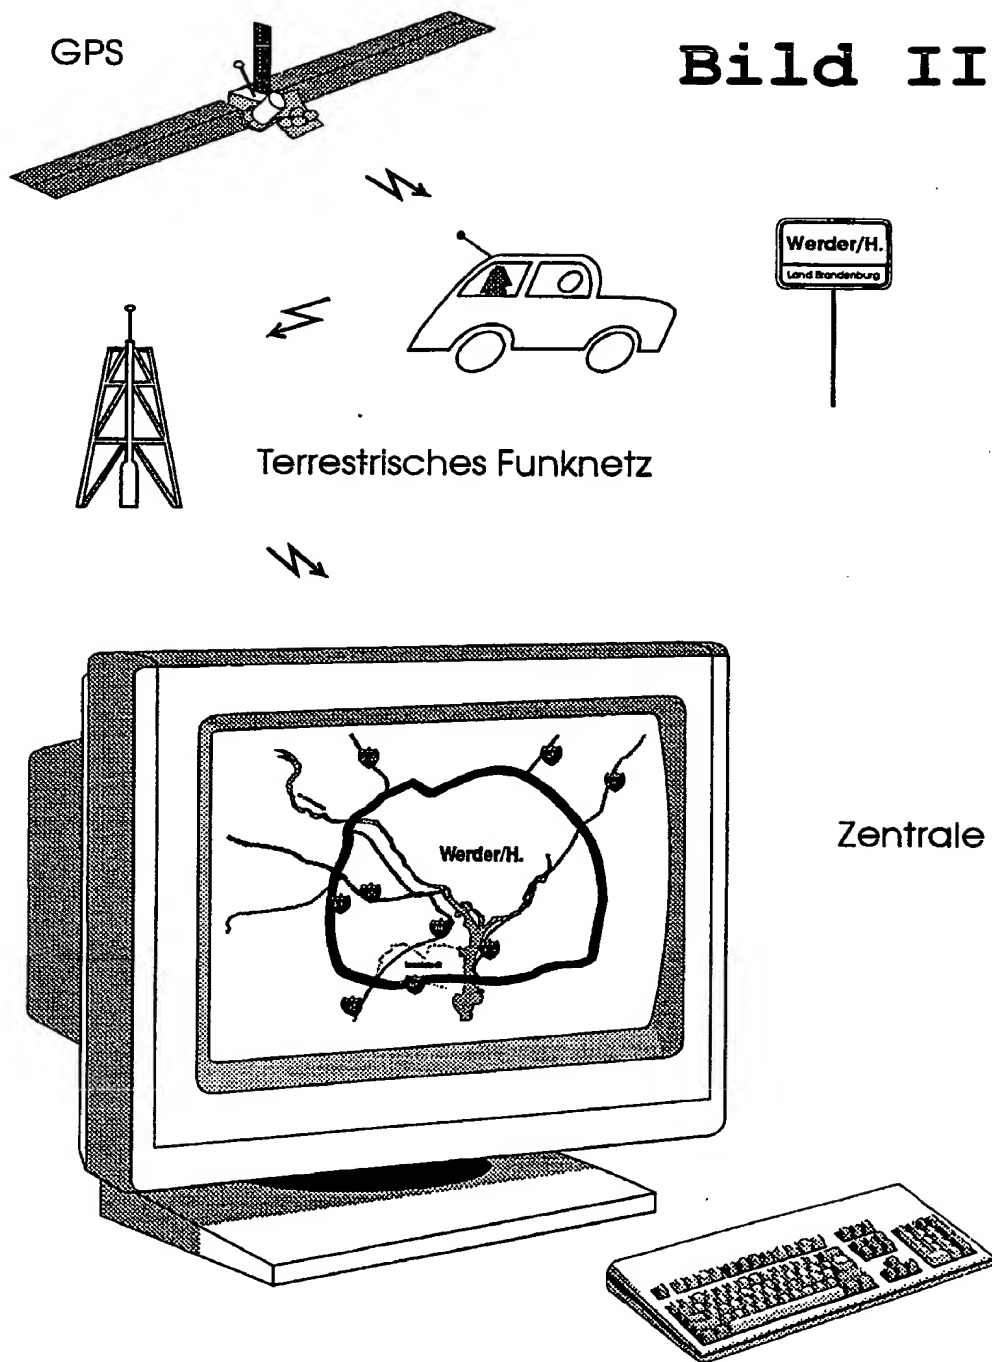 GPS
Bild II
Werder/H.
Land Brandenburg
Terrestrisches Funknetz
Zentrale
Werder/H.